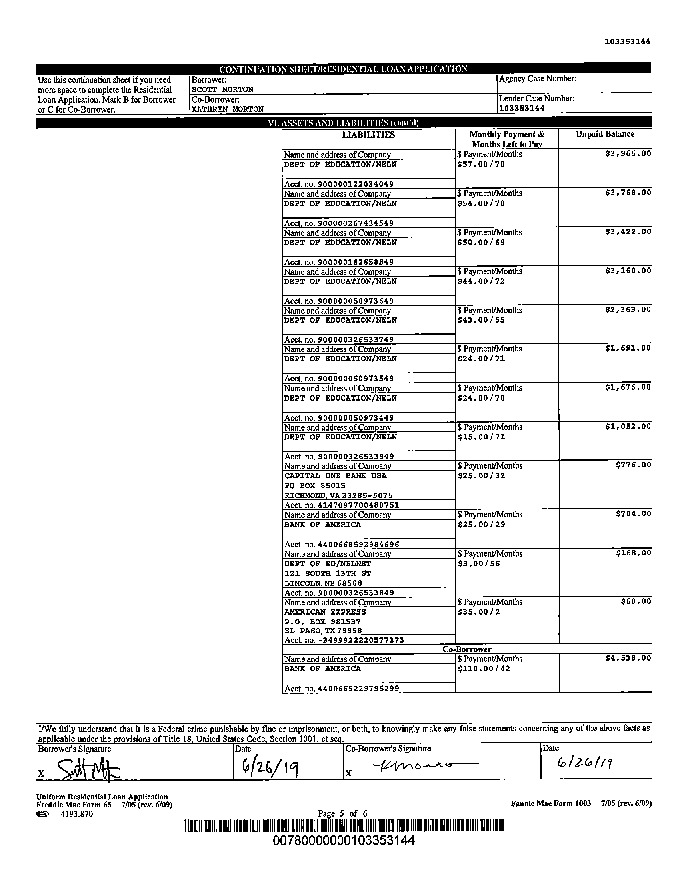 103353144
CONTINUATION SHEET/RESIDENTIAL LOAN APPLICATION
Use this continuation sheet if you need more space to complete the Residential Loan Application. Mark B for Borrower or C for Co-Borrower.
Borrower:
SCOTT MORTON
Co-Borrower:
KATHRYN MORTON
Agency Case Number:
Lender Case Number:
103353144
VI. ASSETS AND LIABILITIES (cont'd)
LIABILITIES
Monthly Payment & Months Left to Pay
Unpaid Balance
Name and address of Company
DEPT OF EDUCATION/NELN
$ Payment/Months
$57.00/70
$3,965.00
Acct. no. 900000122034049
Name and address of Company
DEPT OF EDUCATION/NELN
$ Payment/Months
$54.00/70
$3,768.00
Acct. no. 900000267434549
Name and address of Company
DEPT OF EDUCATION/NELN
$ Payment/Months
$50.00/69
$3,422.00
Acct. no. 900000182658849
Name and address of Company
DEPT OF EDUCATION/NELN
$ Payment/Months
$44.00/72
$3,160.00
Acct. no. 900000050973649
Name and address of Company
DEPT OF EDUCATION/NELN
$ Payment/Months
$43.00/55
$2,363.00
Acct. no. 900000326533749
Name and address of Company
DEPT OF EDUCATION/NELN
$ Payment/Months
$24.00/71
$1,691.00
Acct. no. 900000050973549
Name and address of Company
DEPT OF EDUCATION/NELN
$ Payment/Months
$24.00/70
$1,675.00
Acct. no. 900000050973449
Name and address of Company
DEPT OF EDUCATION/NELN
$ Payment/Months
$15.00/71
$1,052.00
Acct. no. 900000326533949
Name and address of Company
CAPITAL ONE BANK USA
PO BOX 85015
RICHMOND, VA 23285-5075
$ Payment/Months
$25.00/32
$776.00
Acct. no. 4147097700480751
Name and address of Company
BANK OF AMERICA
$ Payment/Months
$25.00/29
$704.00
Acct. no. 4400668592984696
Name and address of Company
DEPT OF ED/NELNET
121 SOUTH 13TH ST
LINCOLN, NE 68508
$ Payment/Months
$3.00/56
$168.00
Acct. no. 900000326533849
Name and address of Company
AMERICAN EXPRESS
P.O. BOX 981537
EL PASO, TX 79998
$ Payment/Months
$35.00/2
$60.00
Acct. no. -3499922220577373
Co-Borrower
Name and address of Company
BANK OF AMERICA
$ Payment/Months
$110.00/42
$4,539.00
Acct. no. 4400665229795299
I/We fully understand that it is a Federal crime punishable by fine or imprisonment, or both, to knowingly make any false statements concerning any of the above facts as
applicable under the provisions of Title 18, United States Code, Section 1001, et seq.
Borrower's Signature
X
Date
6/26/19
Co-Borrower's Signature
X
Date
6/26/19
Uniform Residential Loan Application
Freddie Mac Form 65 7/05 (rev. 6/09)
4193.870
Page 5 of 6
Fannie Mae Form 1003 7/05 (rev. 6/09)
00780000000103353144